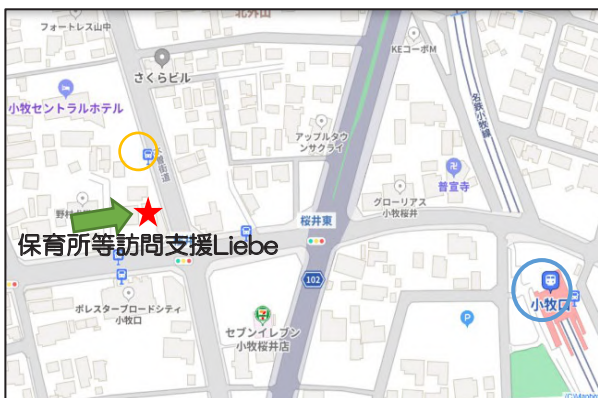 フォートレス山中
北外山
KEコーポM
さくらビル
小牧セントラルホテル
名鉄小牧線
アップルタウ
ンサクライ
木曽街道
普宣寺
グローリアス
小牧桜井
桜井東
保育所等訪問支援Liebe
102
小牧口
ポレスターブロードシティ
小牧口
セブンイレブン
小牧桜井店
P